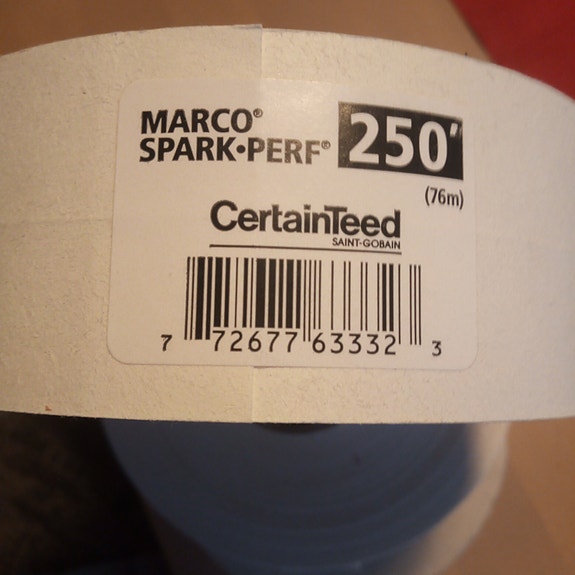 MARCO®
SPARK•PERF®
250'
(76m)
CertainTeed
SAINT-GOBAIN
7 72677 63332 3